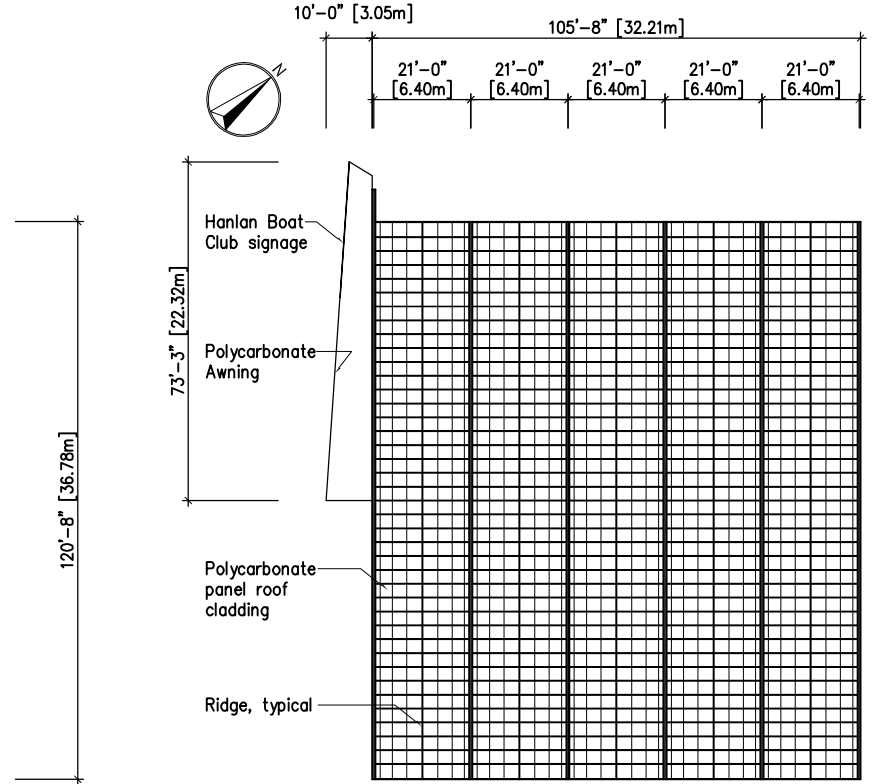 10'-0" [3.05m]
105'-8" [32.21m]
21'-0"
[6.40m]
21'-0"
[6.40m]
21'-0"
[6.40m]
21'-0"
[6.40m]
21'-0"
[6.40m]
N
Hanlan Boat
Club signage
73'-3" [22.32m]
Polycarbonate
Awning
120'-8" [36.78m]
Polycarbonate
panel roof
cladding
Ridge, typical